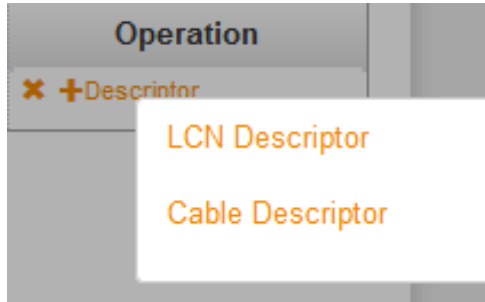 Operation
✖ +Descriptor
LCN Descriptor
Cable Descriptor